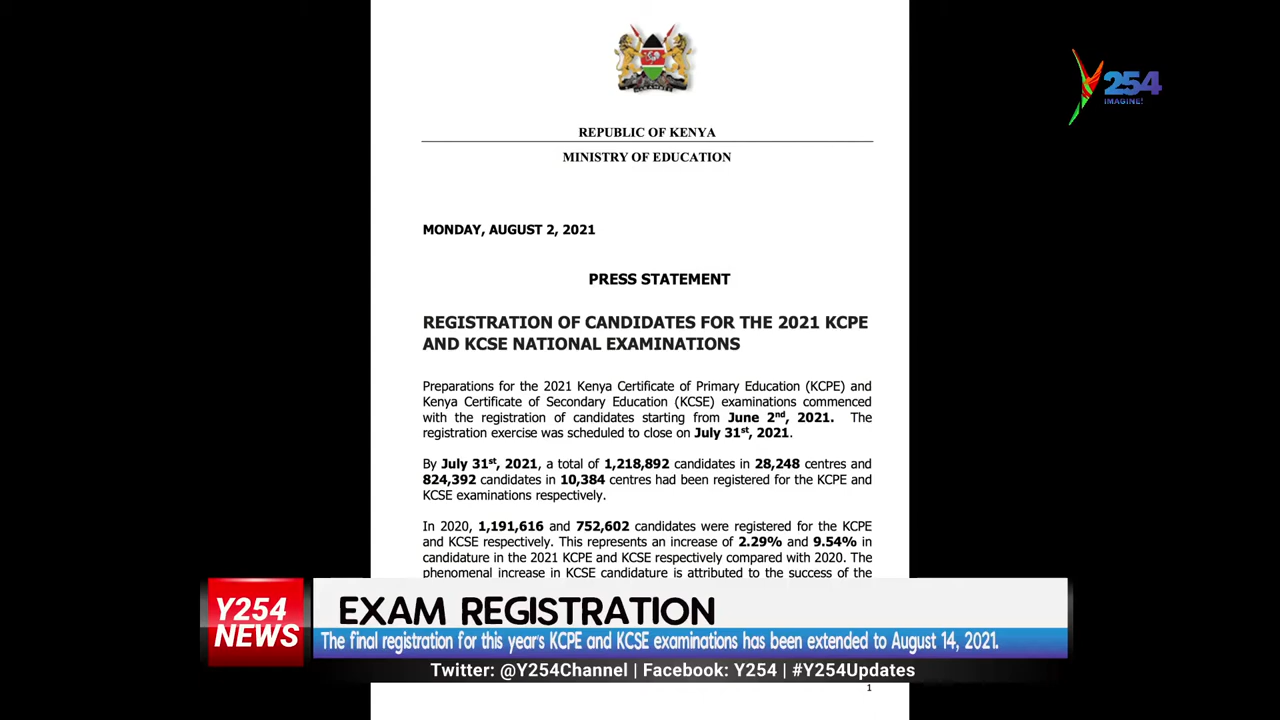 254
IMAGINE!
REPUBLIC OF KENYA
MINISTRY OF EDUCATION
MONDAY, AUGUST 2, 2021
PRESS STATEMENT
REGISTRATION OF CANDIDATES FOR THE 2021 KCPE
AND KCSE NATIONAL EXAMINATIONS
Preparations for the 2021 Kenya Certificate of Primary Education (KCPE) and
Kenya Certificate of Secondary Education (KCSE) examinations commenced
with the registration of candidates starting from June 2nd, 2021. The
registration exercise was scheduled to close on July 31st, 2021.
By July 31st, 2021, a total of 1,218,892 candidates in 28,248 centres and
824,392 candidates in 10,384 centres had been registered for the KCPE and
KCSE examinations respectively.
In 2020, 1,191,616 and 752,602 candidates were registered for the KCPE
and KCSE respectively. This represents an increase of 2.29% and 9.54% in
candidature in the 2021 KCPE and KCSE respectively compared with 2020. The
phenomenal increase in KCSE candidature is attributed to the success of the
Y254
NEWS
EXAM REGISTRATION
The final registration for this year's KCPE and KCSE examinations has been extended to August 14, 2021.
Twitter: @Y254Channel | Facebook: Y254 | #Y254Updates
1